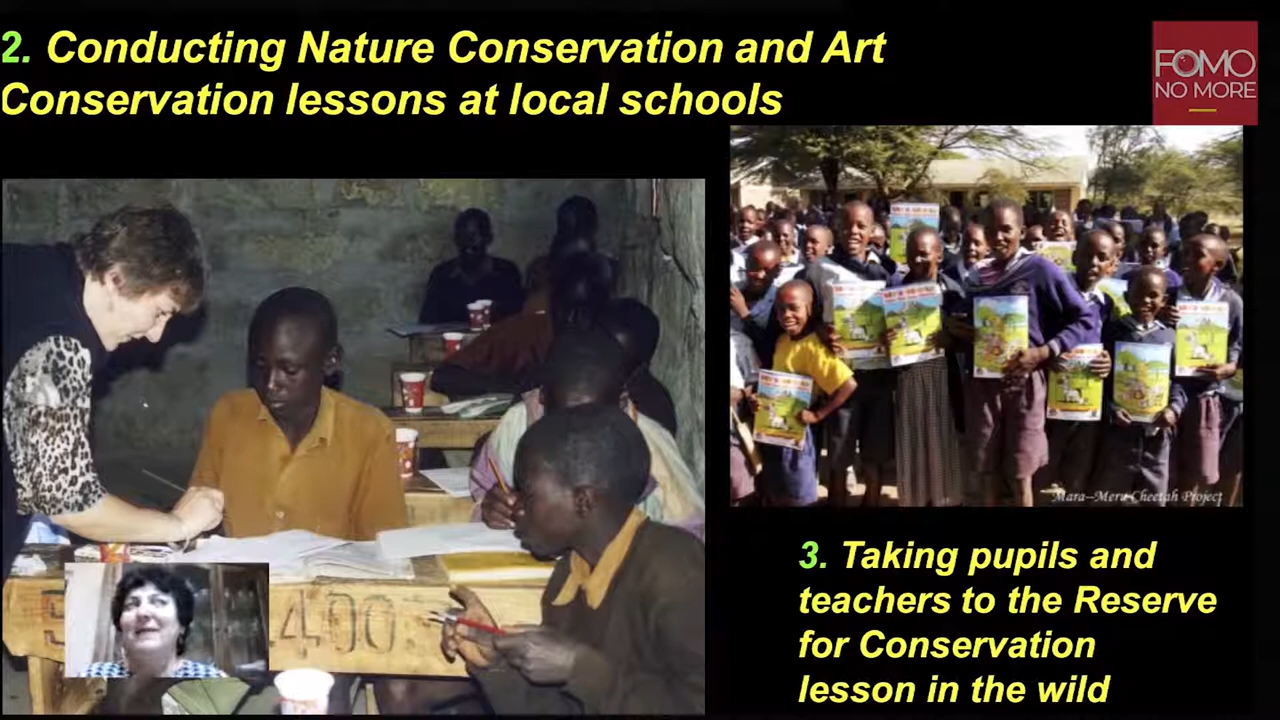 2. Conducting Nature Conservation and Art
Conservation lessons at local schools
FOMO
NO MORE
490
Mara-Meru Cheetah Project
3. Taking pupils and
teachers to the Reserve
for Conservation
lesson in the wild